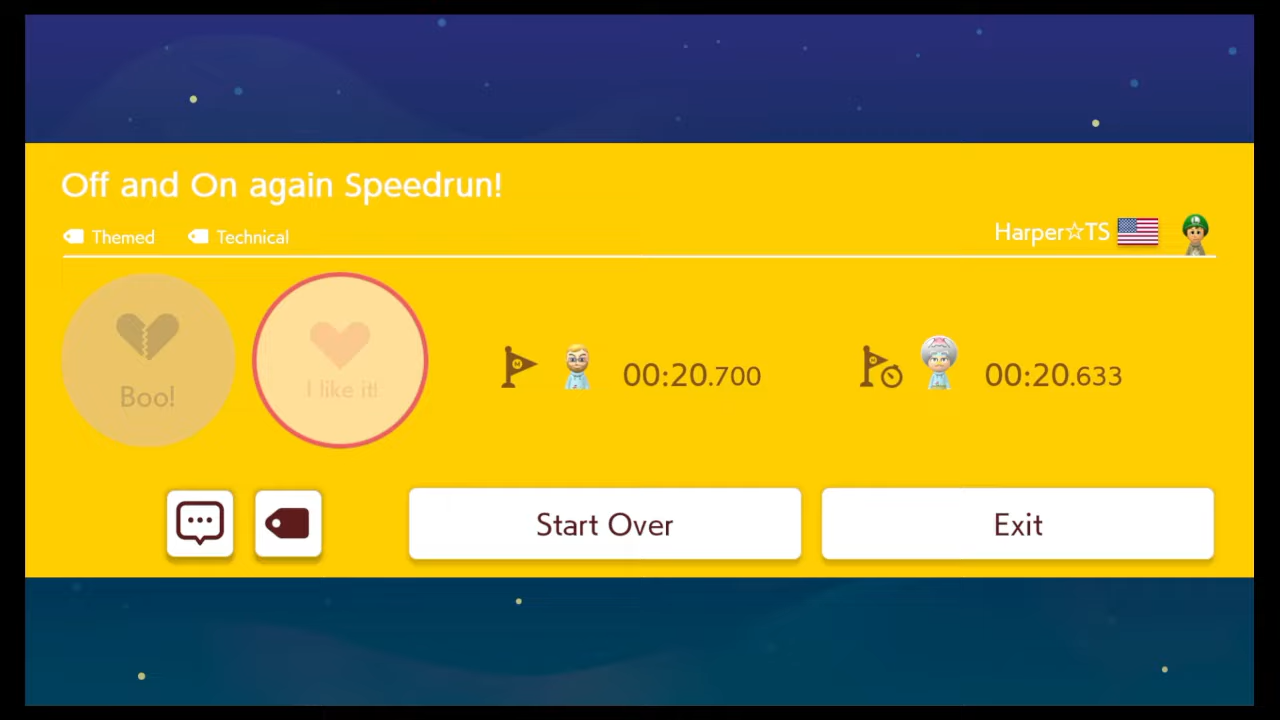 Off and On again Speedrun!
Themed Technical
Harper☆TS
Boo!
I like it!
00:20.700
00:20.633
Start Over
Exit